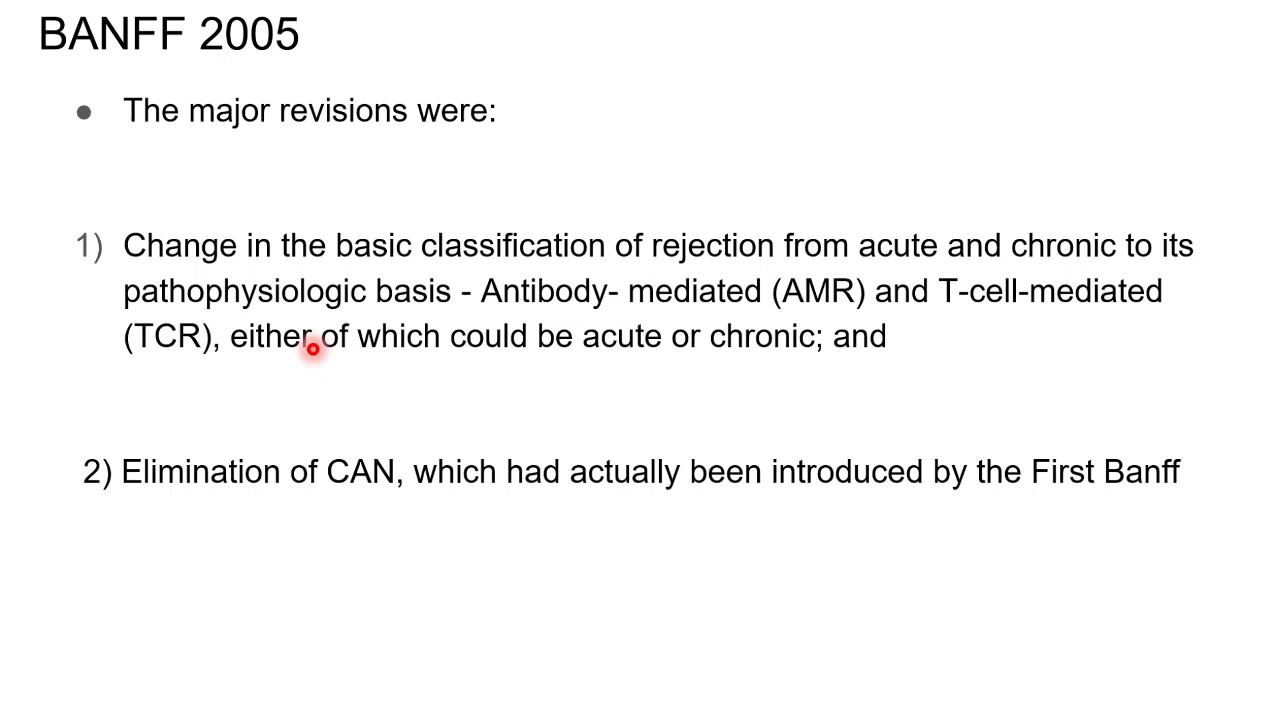 BANFF 2005
● The major revisions were:
1) Change in the basic classification of rejection from acute and chronic to its
pathophysiologic basis - Antibody- mediated (AMR) and T-cell-mediated
(TCR), either of which could be acute or chronic; and
2) Elimination of CAN, which had actually been introduced by the First Banff